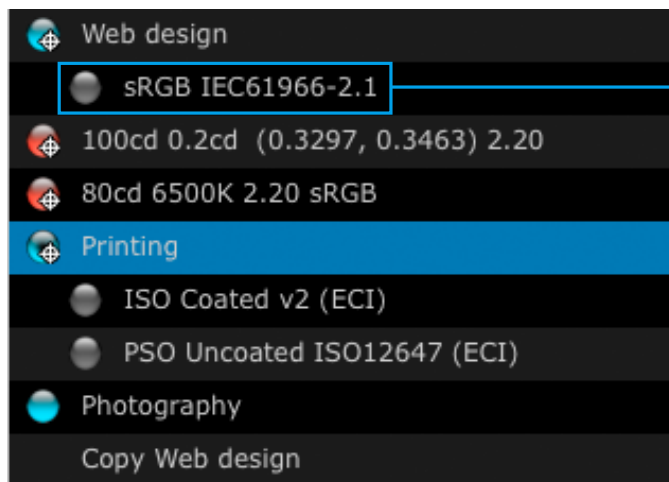 Web design
sRGB IEC61966-2.1
100cd 0.2cd (0.3297, 0.3463) 2.20
80cd 6500K 2.20 sRGB
Printing
ISO Coated v2 (ECI)
PSO Uncoated ISO12647 (ECI)
Photography
Copy Web design